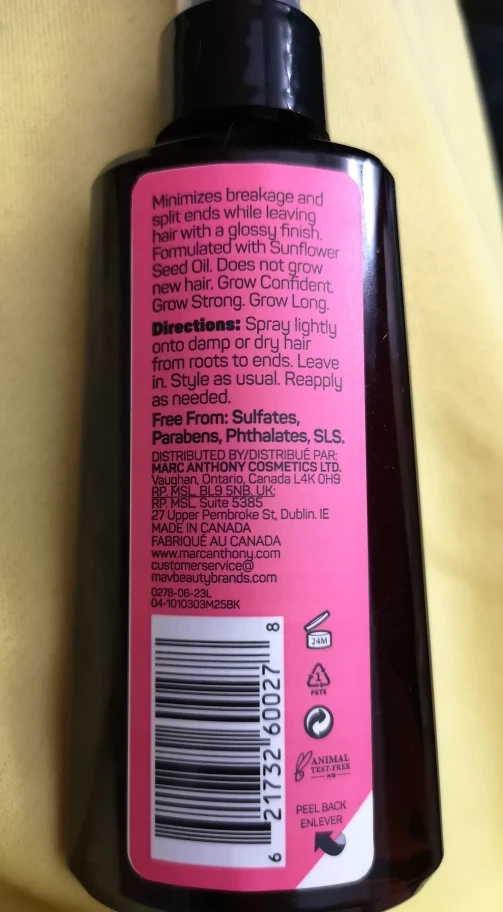 Minimizes breakage and
split ends while leaving
hair with a glossy finish.
Formulated with Sunflower
Seed Oil. Does not grow
new hair. Grow Confident.
Grow Strong. Grow Long.
Directions: Spray lightly
onto damp or dry hair
from roots to ends. Leave
in. Style as usual. Reapply
as needed.
Free From: Sulfates,
Parabens, Phthalates, SLS.
DISTRIBUTED BY/DISTRIBUÉ PAR:
MARC ANTHONY COSMETICS LTD.
Vaughan, Ontario, Canada L4K 0H9
RP. MSL, BL9 5NB. UK:
RP. MSL, Suite 5385
27 Upper Pembroke St, Dublin. IE
MADE IN CANADA
FABRIQUÉ AU CANADA
www.marcanthony.com
customerservice@
mavbeautybrands.com
0278-06-23L
04-1010303M25BK
6 21732 60027 8
24M
1
PETE
ANIMAL
TEST-FREE
PEEL BACK
ENLEVER